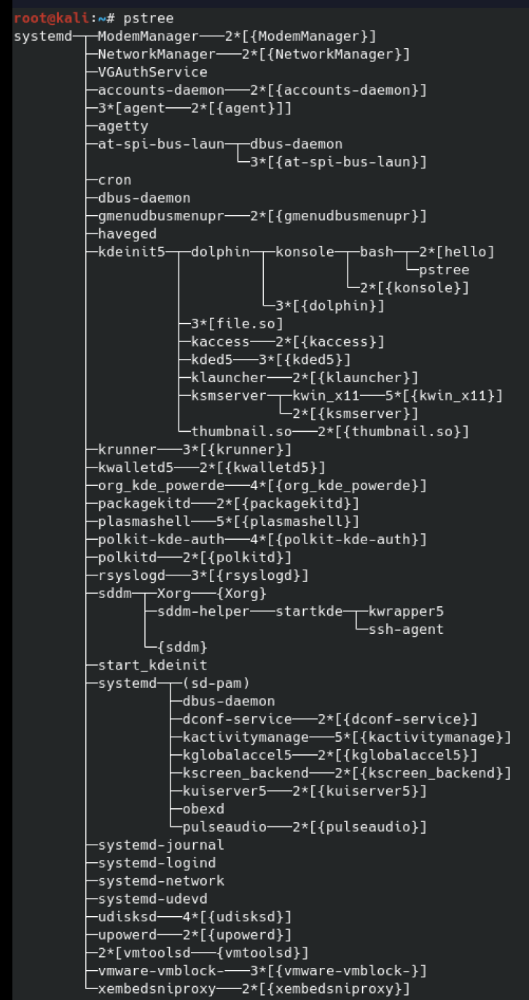 root@kali:~# pstree
systemd─┬─ModemManager───2*[{ModemManager}]
        ├─NetworkManager───2*[{NetworkManager}]
        ├─VGAuthService
        ├─accounts-daemon───2*[{accounts-daemon}]
        ├─3*[agent───2*[{agent}]]
        ├─agetty
        ├─at-spi-bus-laun─┬─dbus-daemon
        │                 └─3*[{at-spi-bus-laun}]
        ├─cron
        ├─dbus-daemon
        ├─gmenudbusmenupr───2*[{gmenudbusmenupr}]
        ├─haveged
        ├─kdeinit5─┬─dolphin─┬─konsole─┬─bash─┬─2*[hello]
        │          │         │         │      └─pstree
        │          │         │         └─2*[{konsole}]
        │          │         └─3*[{dolphin}]
        │          ├─3*[file.so]
        │          ├─kaccess───2*[{kaccess}]
        │          ├─kded5───3*[{kded5}]
        │          ├─klauncher───2*[{klauncher}]
        │          ├─ksmserver─┬─kwin_x11───5*[{kwin_x11}]
        │          │           └─2*[{ksmserver}]
        │          └─thumbnail.so───2*[{thumbnail.so}]
        ├─krunner───3*[{krunner}]
        ├─kwalletd5───2*[{kwalletd5}]
        ├─org_kde_powerde───4*[{org_kde_powerde}]
        ├─packagekitd───2*[{packagekitd}]
        ├─plasmashell───5*[{plasmashell}]
        ├─polkit-kde-auth───4*[{polkit-kde-auth}]
        ├─polkitd───2*[{polkitd}]
        ├─rsyslogd───3*[{rsyslogd}]
        ├─sddm─┬─Xorg───{Xorg}
        │      ├─sddm-helper───startkde─┬─kwrapper5
        │      │                        └─ssh-agent
        │      └─{sddm}
        ├─start_kdeinit
        ├─systemd─┬─(sd-pam)
        │         ├─dbus-daemon
        │         ├─dconf-service───2*[{dconf-service}]
        │         ├─kactivitymanage───5*[{kactivitymanage}]
        │         ├─kglobalaccel5───2*[{kglobalaccel5}]
        │         ├─kscreen_backend───2*[{kscreen_backend}]
        │         ├─kuiserver5───2*[{kuiserver5}]
        │         ├─obexd
        │         └─pulseaudio───2*[{pulseaudio}]
        ├─systemd-journal
        ├─systemd-logind
        ├─systemd-network
        ├─systemd-udevd
        ├─udisksd───4*[{udisksd}]
        ├─upowerd───2*[{upowerd}]
        ├─2*[vmtoolsd───{vmtoolsd}]
        ├─vmware-vmblock-───3*[{vmware-vmblock-}]
        └─xembedsniproxy───2*[{xembedsniproxy}]